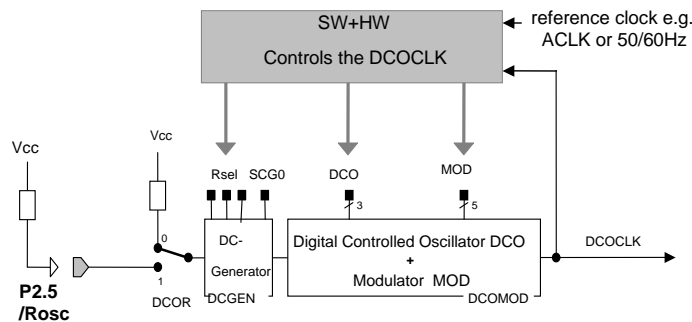 SW+HW
Controls the DCOCLK
reference clock e.g.
ACLK or 50/60Hz
Vcc
Vcc
Rsel
SCG0
DCO
MOD
3
5
0
1
DC-
Generator
DCGEN
Digital Controlled Oscillator DCO
+
Modulator MOD
DCOMOD
DCOCLK
P2.5
/Rosc
DCOR